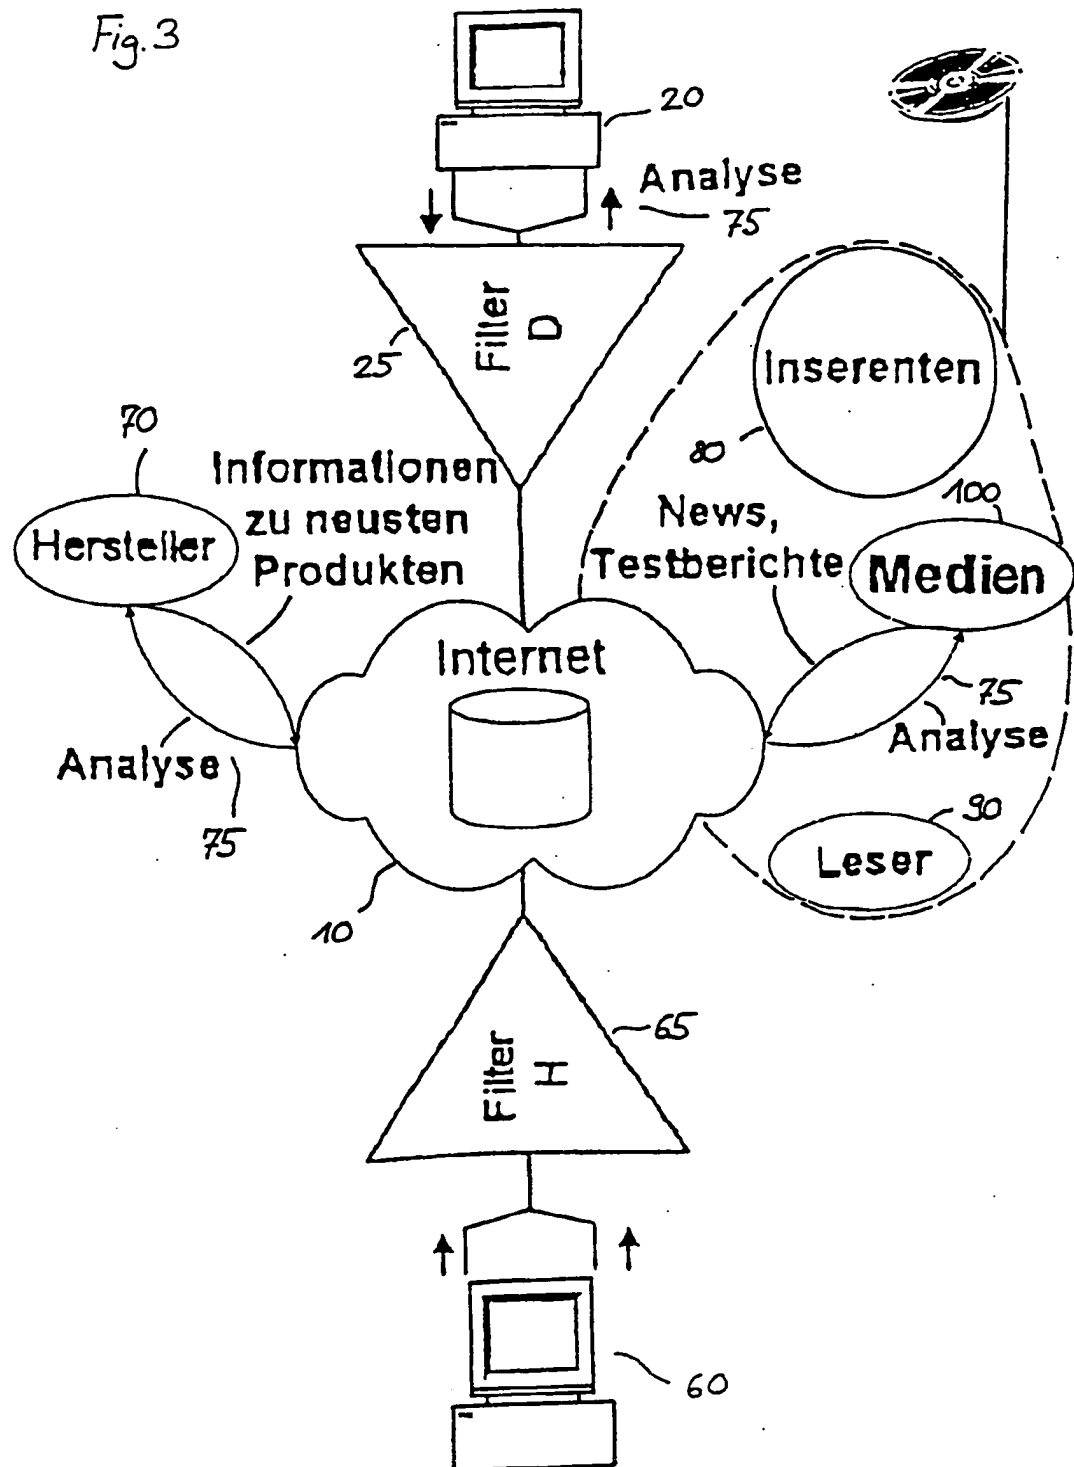 Fig. 3
20
Analyse
75
Filter
D
25
Inserenten
80
70
Informationen
zu neusten
Produkten
Hersteller
News,
Testberichte
100
Medien
Internet
75
Analyse
Analyse
75
90
Leser
10
65
Filter
H
60